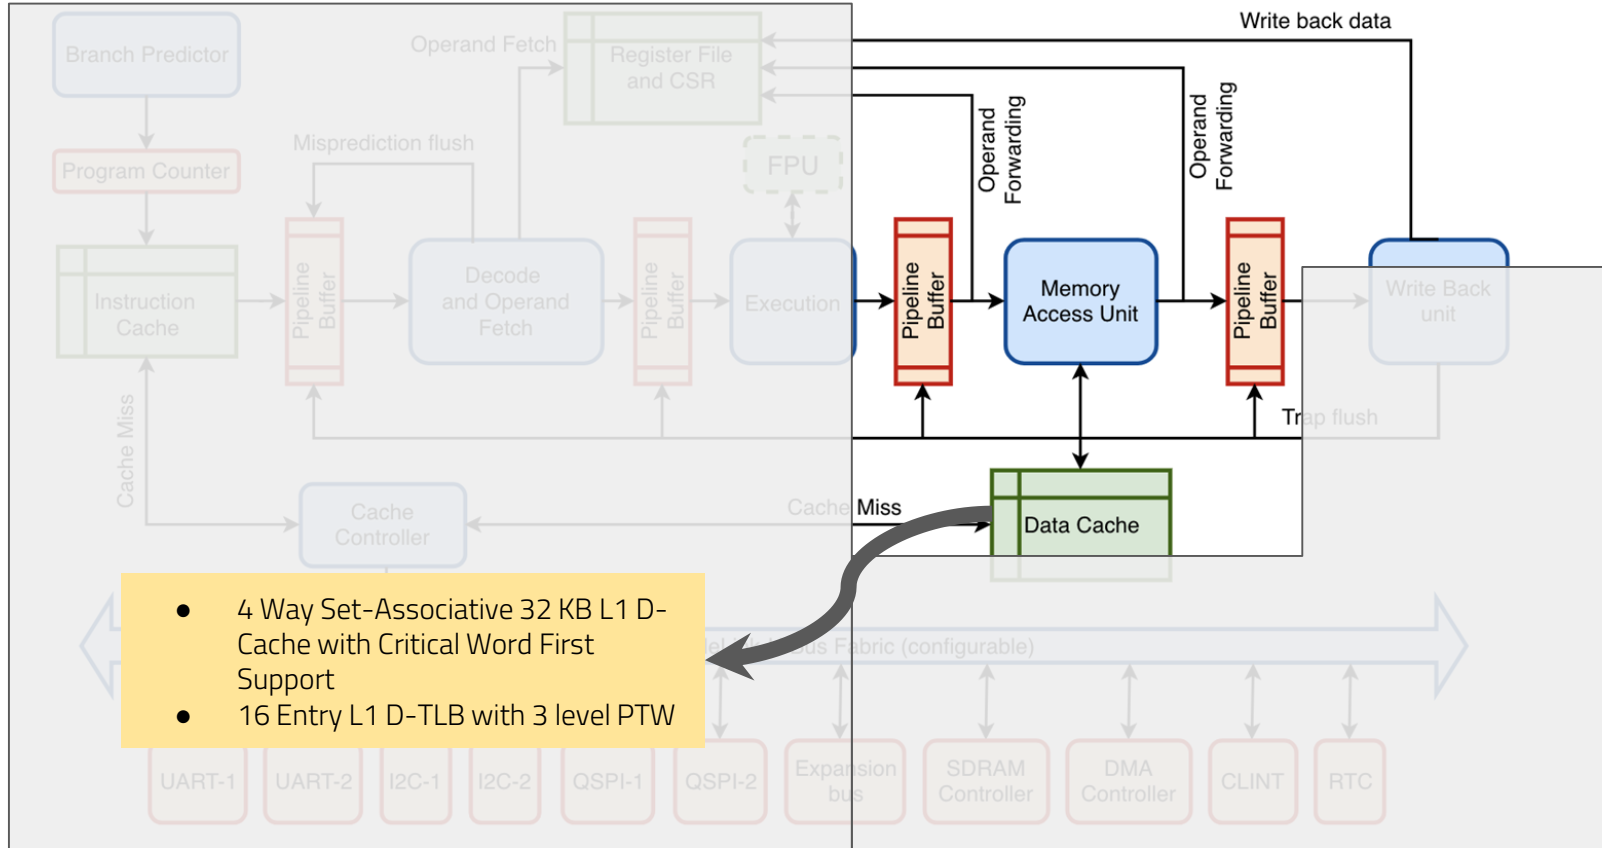 Write back data
Branch Predictor
Operand Fetch
Register File
and CSR
Operand
Forwarding
Operand
Forwarding
Misprediction flush
FPU
Program Counter
Instruction
Cache
Pipeline
Buffer
Decode
and Operand
Fetch
Pipeline
Buffer
Execution
Pipeline
Buffer
Memory
Access Unit
Pipeline
Buffer
Write Back
unit
Trap flush
Cache Miss
Cache
Controller
Cache Miss
Data Cache
● 4 Way Set-Associative 32 KB L1 D-
Cache with Critical Word First
Support
● 16 Entry L1 D-TLB with 3 level PTW
Fabric (configurable)
UART-1
UART-2
I2C-1
I2C-2
QSPI-1
QSPI-2
Expansion
bus
SDRAM
Controller
DMA
Controller
CLINT
RTC